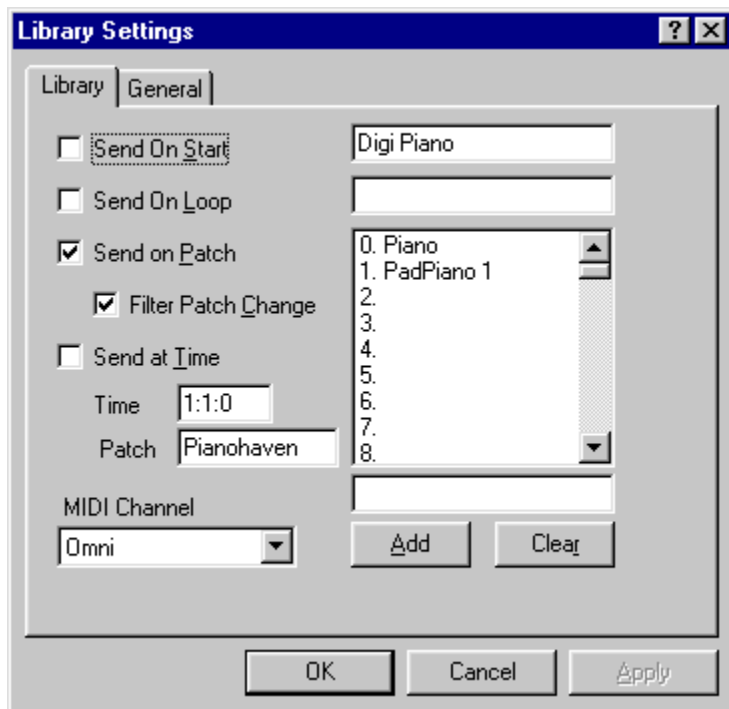 Library Settings
Library General
Send On Start
Digi Piano
Send On Loop
Send on Patch
0. Piano
1. PadPiano 1
2.
Filter Patch Change
3.
4.
Send at Time
5.
Time 1:1:0
6.
7.
Patch Pianohaven
8.
MIDI Channel
Omni
Add Clear
OK Cancel Apply